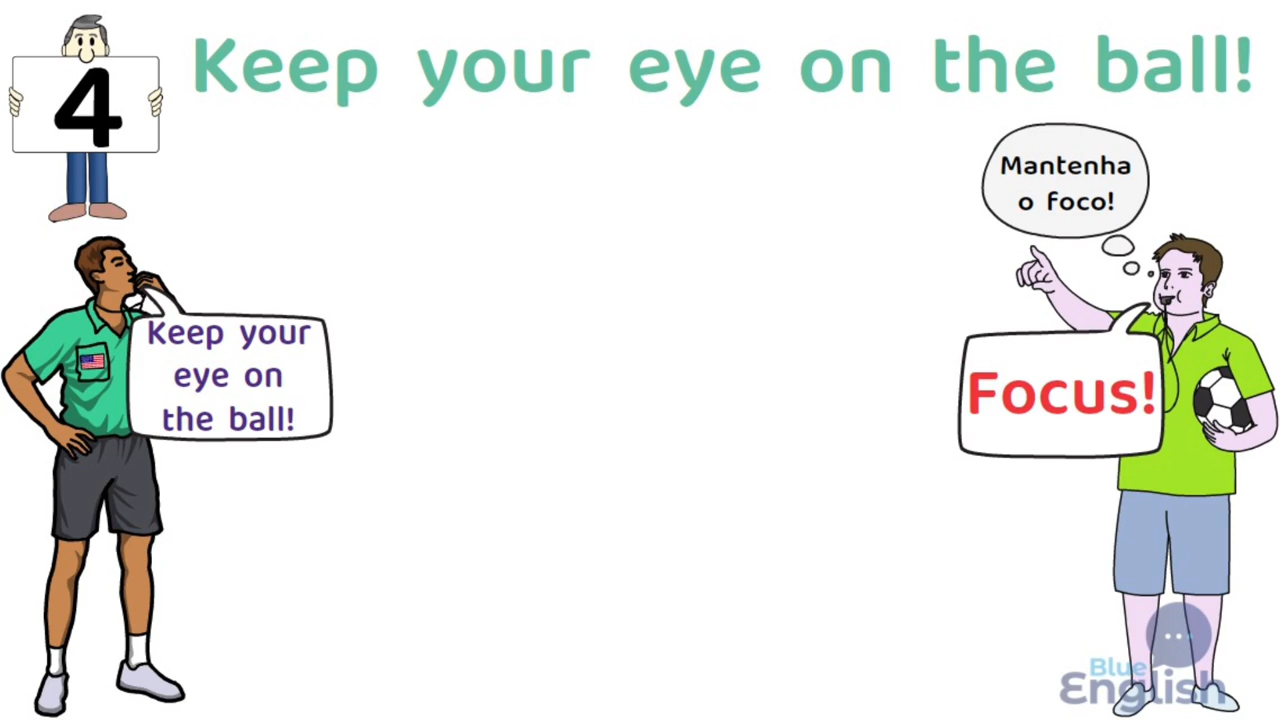 4
Keep your eye on the ball!
Mantenha
o foco!
Keep your
eye on
the ball!
Focus!
Blue
English